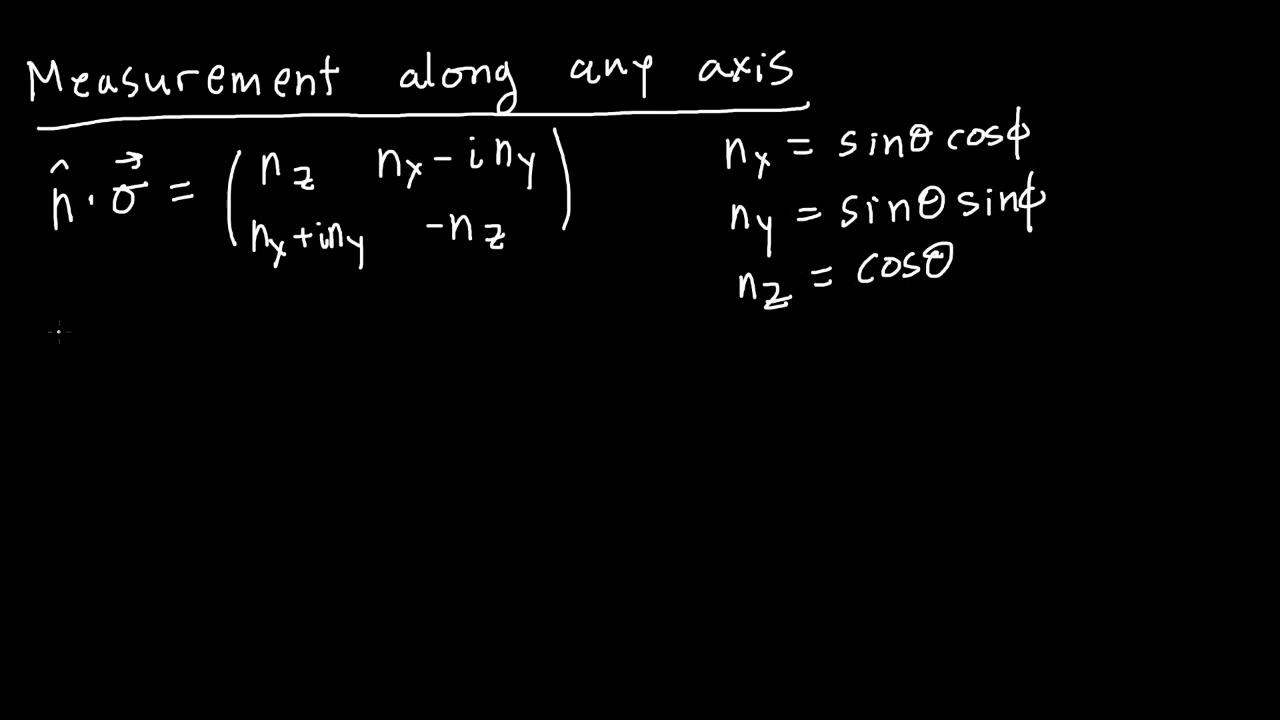 Measurement along any axis
n̂ · σ⃗ = ( n_z   n_x - i n_y
n_x + i n_y   -n_z )
n_x = sinθ cosϕ
n_y = sinθ sinϕ
n_z = cosθ